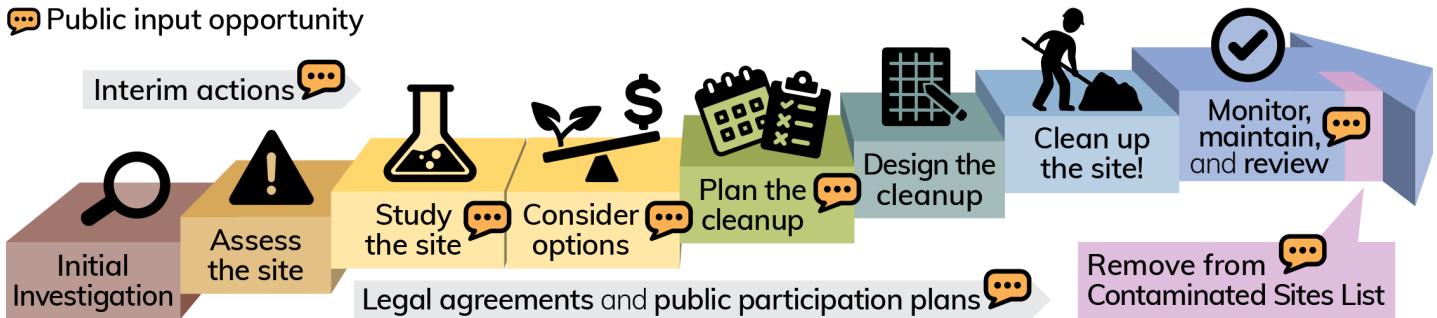 Public input opportunity
Interim actions
Initial
Investigation
Assess
the site
Study
the site
Consider
options
Plan the
cleanup
Design the
cleanup
Clean up
the site!
Monitor,
maintain,
and review
Legal agreements and public participation plans
Remove from
Contaminated Sites List